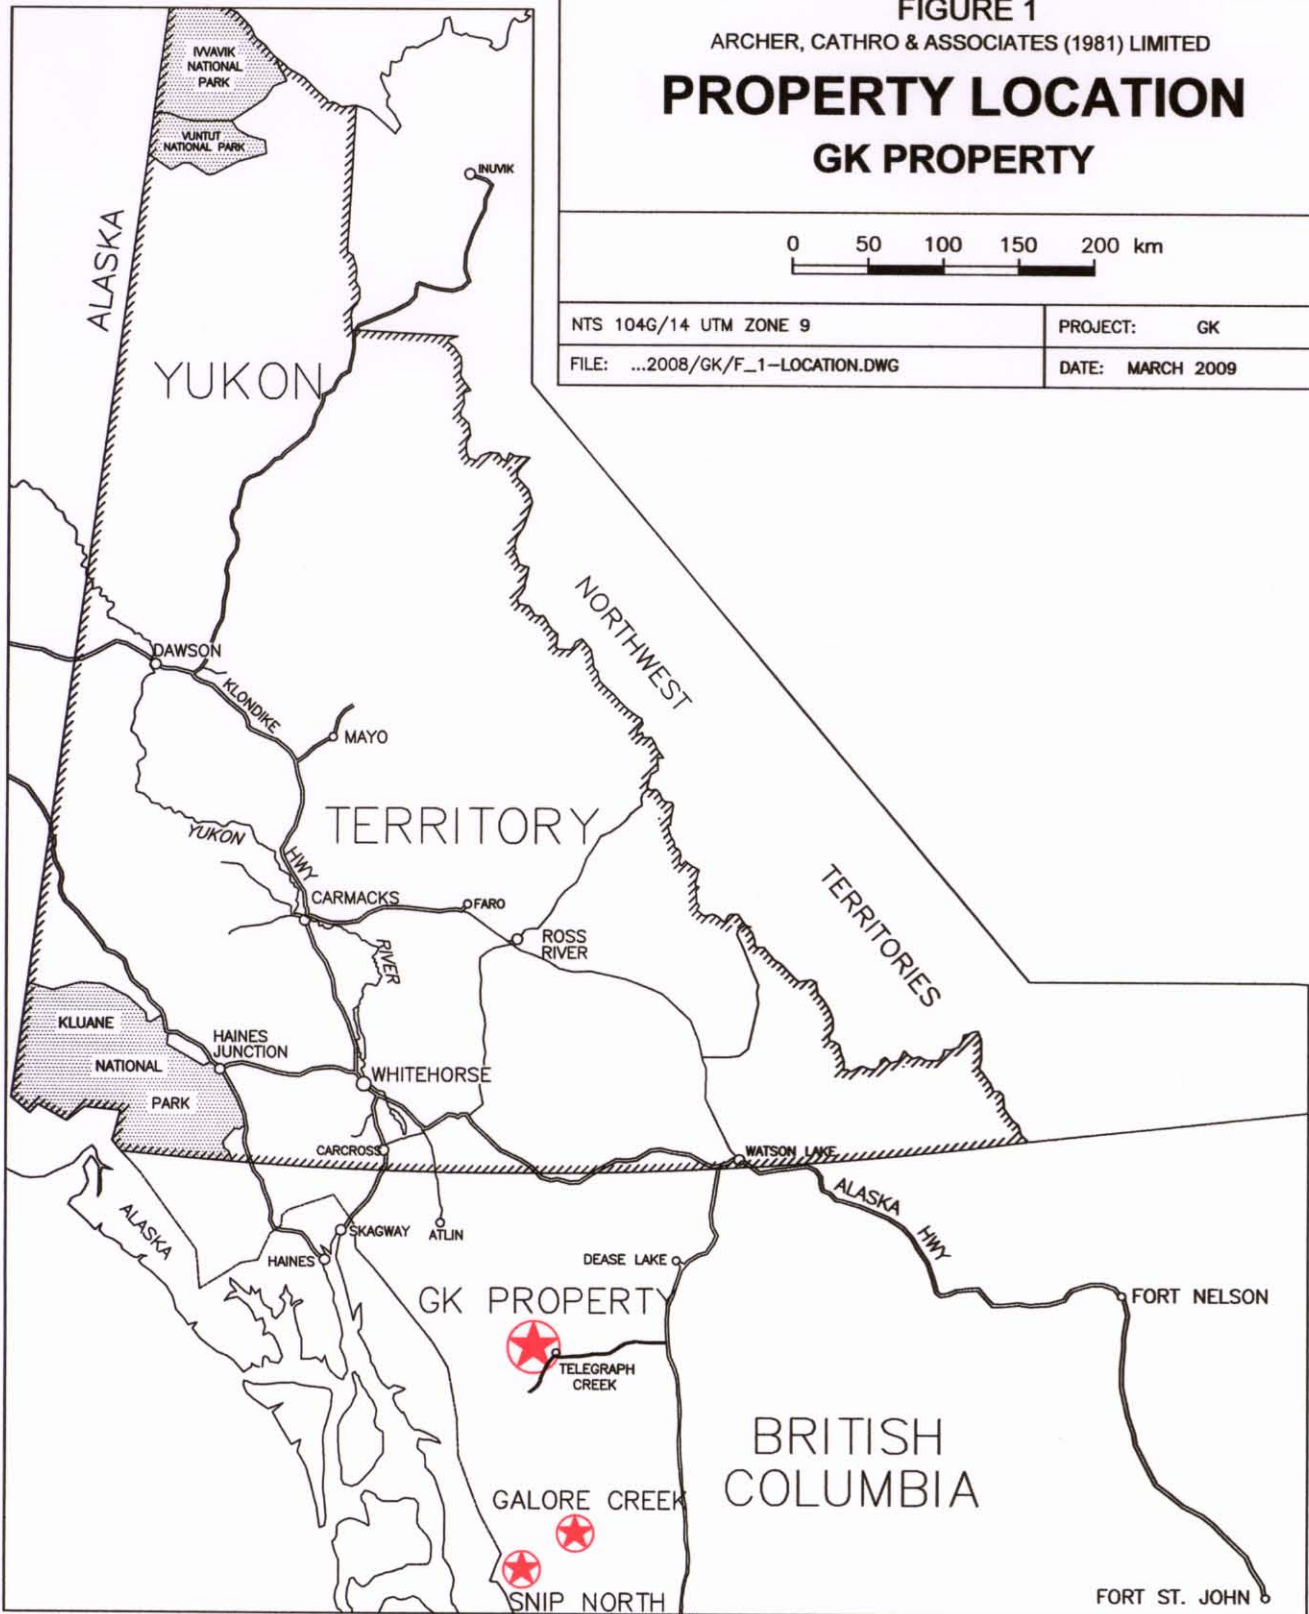 FIGURE 1
ARCHER, CATHRO & ASSOCIATES (1981) LIMITED
PROPERTY LOCATION
GK PROPERTY
0 50 100 150 200 km
NTS 104G/14 UTM ZONE 9
PROJECT: GK
FILE: ...2008/GK/F_1-LOCATION.DWG
DATE: MARCH 2009
IVVAVIK
NATIONAL
PARK
VUNTUT
NATIONAL PARK
INUVIK
ALASKA
YUKON
NORTHWEST
DAWSON
KLONDIKE
MAYO
TERRITORY
YUKON
HWY
TERRITORIES
CARMACKS
FARO
ROSS
RIVER
RIVER
KLUANE
NATIONAL
PARK
HAINES
JUNCTION
WHITEHORSE
CARCROSS
WATSON LAKE
ALASKA
HWY
ALASKA
SKAGWAY
ATLIN
HAINES
DEASE LAKE
GK PROPERTY
FORT NELSON
TELEGRAPH
CREEK
BRITISH
COLUMBIA
GALORE CREEK
SNIP NORTH
FORT ST. JOHN